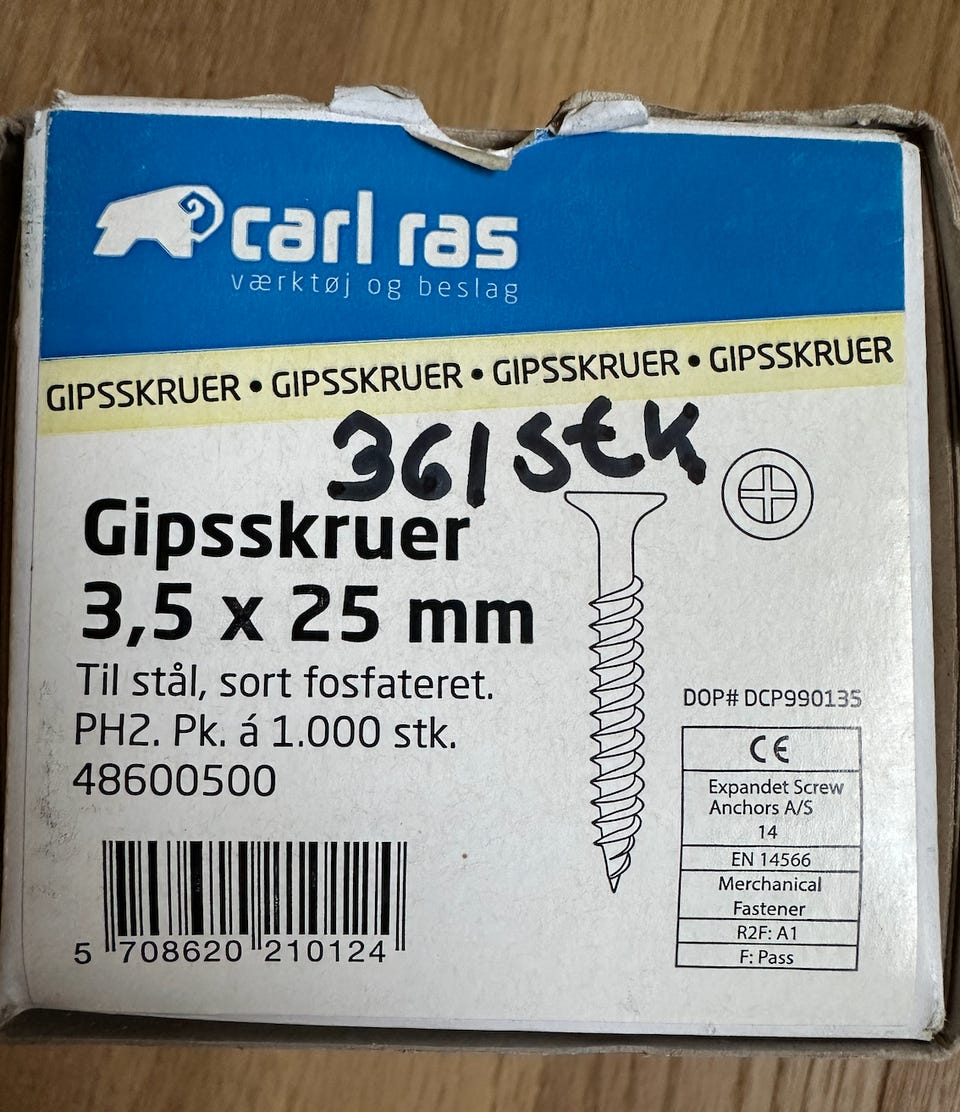 carl ras
værktøj og beslag
GIPSSKRUER • GIPSSKRUER • GIPSSKRUER • GIPSSKRUER
361 Stk
Gipsskruer
3,5 x 25 mm
Til stål, sort fosfateret.
PH2. Pk. á 1.000 stk.
48600500
5 708620 210124
DOP# DCP990135
CE
Expandet Screw
Anchors A/S
14
EN 14566
Merchanical
Fastener
R2F: A1
F: Pass